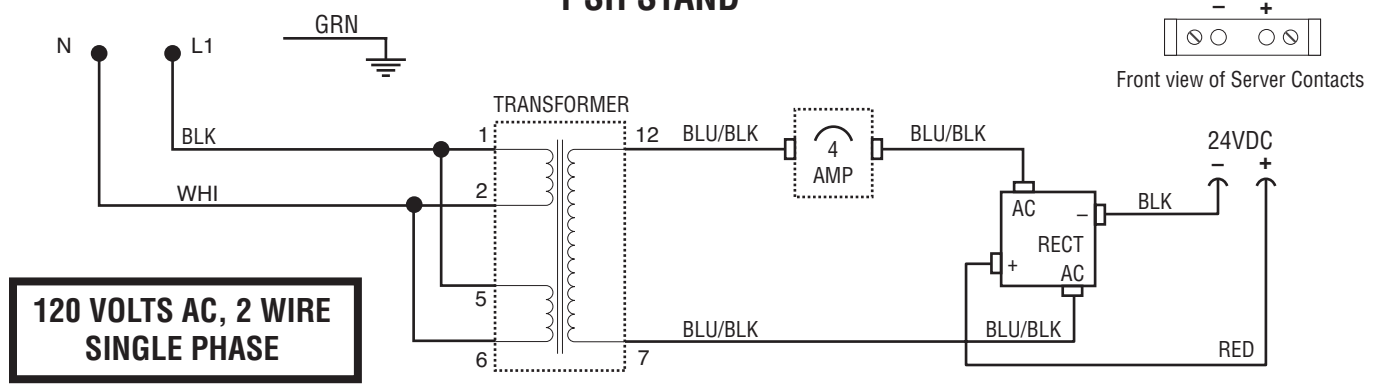 1 SH STAND
N
L1
GRN
BLK
WHI
TRANSFORMER
1
2
5
6
12
7
BLU/BLK
4
AMP
BLU/BLK
AC
–
RECT
+
AC
BLK
24VDC
– +
BLU/BLK
BLU/BLK
RED
– +
Front view of Server Contacts
120 VOLTS AC, 2 WIRE
SINGLE PHASE